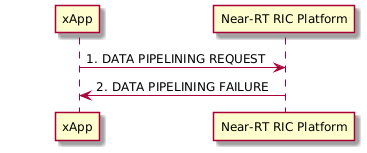 xApp
Near-RT RIC Platform
1. DATA PIPELINING REQUEST
2. DATA PIPELINING FAILURE
xApp
Near-RT RIC Platform